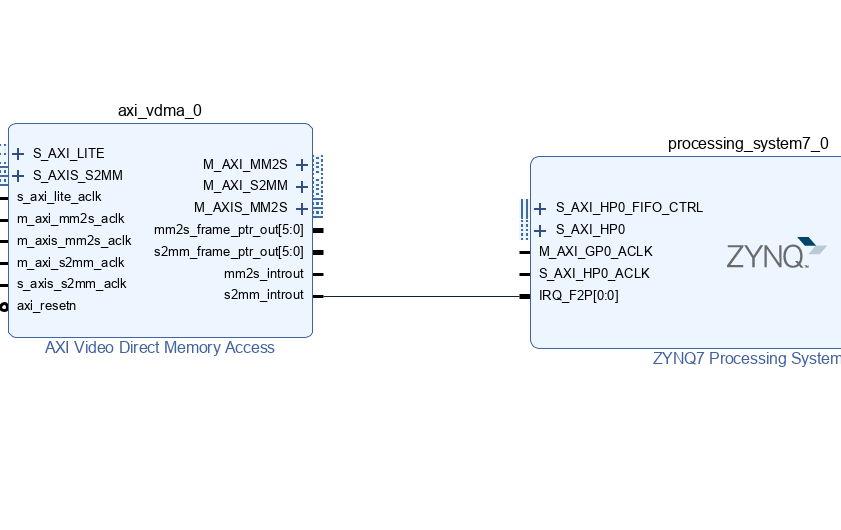 axi_vdma_0
S_AXI_LITE
S_AXIS_S2MM
s_axi_lite_aclk
m_axi_mm2s_aclk
m_axis_mm2s_aclk
m_axi_s2mm_aclk
s_axis_s2mm_aclk
axi_resetn
M_AXI_MM2S
M_AXI_S2MM
M_AXIS_MM2S
mm2s_frame_ptr_out[5:0]
s2mm_frame_ptr_out[5:0]
mm2s_introut
s2mm_introut
AXI Video Direct Memory Access
processing_system7_0
S_AXI_HP0_FIFO_CTRL
S_AXI_HP0
M_AXI_GP0_ACLK
S_AXI_HP0_ACLK
IRQ_F2P[0:0]
ZYNQ
ZYNQ7 Processing System